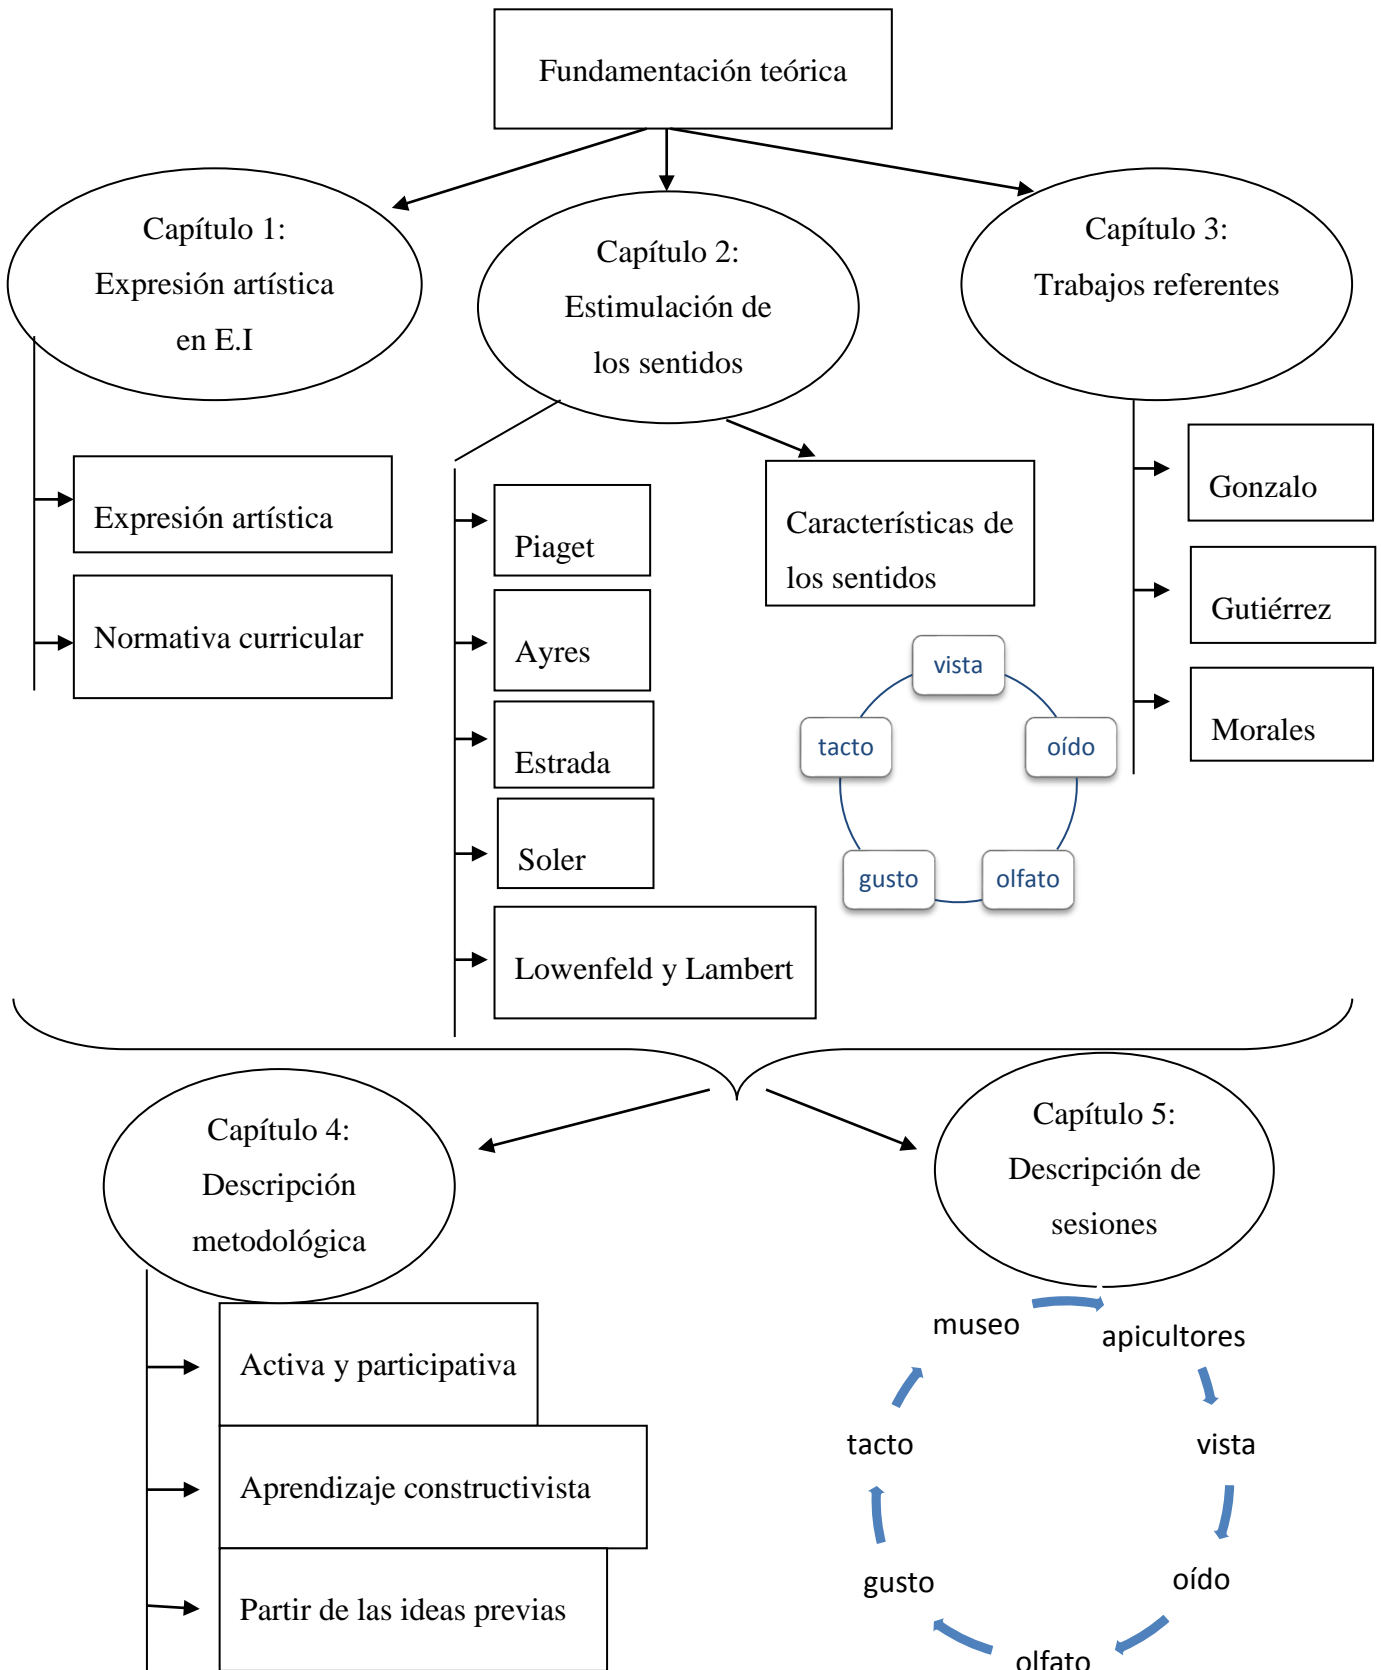 Fundamentación teórica
Capítulo 1:
Expresión artística
en E.I
Capítulo 2:
Estimulación de
los sentidos
Capítulo 3:
Trabajos referentes
Expresión artística
Normativa curricular
Piaget
Ayres
Estrada
Soler
Lowenfeld y Lambert
Características de
los sentidos
vista
oído
olfato
gusto
tacto
Gonzalo
Gutiérrez
Morales
Capítulo 4:
Descripción
metodológica
Activa y participativa
Aprendizaje constructivista
Partir de las ideas previas
Capítulo 5:
Descripción de
sesiones
apicultores
vista
oído
olfato
gusto
tacto
museo